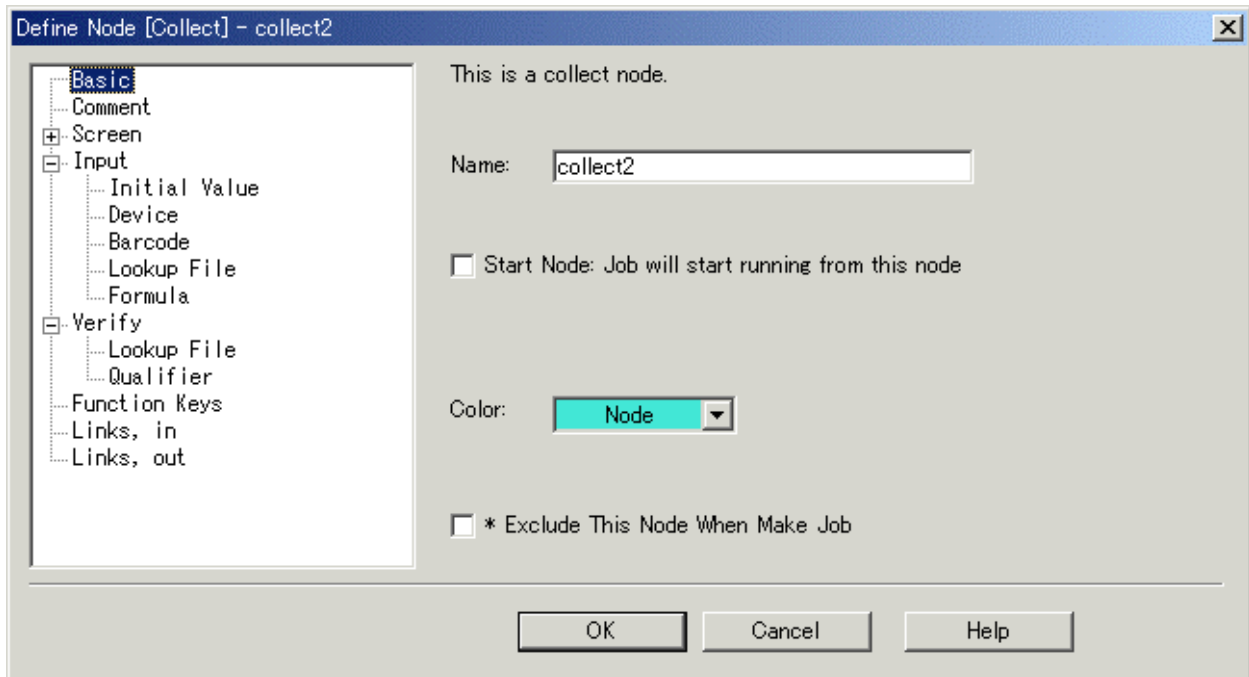 Define Node [Collect] - collect2
Basic
Comment
Screen
Input
Initial Value
Device
Barcode
Lookup File
Formula
Verify
Lookup File
Qualifier
Function Keys
Links, in
Links, out
This is a collect node.
Name: collect2
Start Node: Job will start running from this node
Color: Node
* Exclude This Node When Make Job
OK Cancel Help